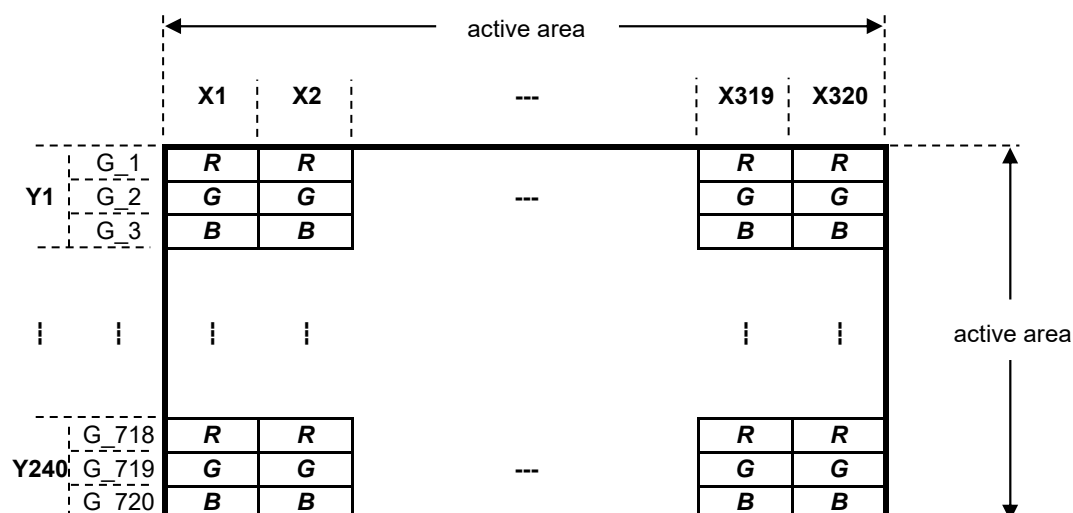 active area
X1 X2 --- X319 X320
G_1 R R R R
Y1 G_2 G G --- G G
G_3 B B B B
active area
G_718 R R R R
Y240 G_719 G G --- G G
G_720 B B B B